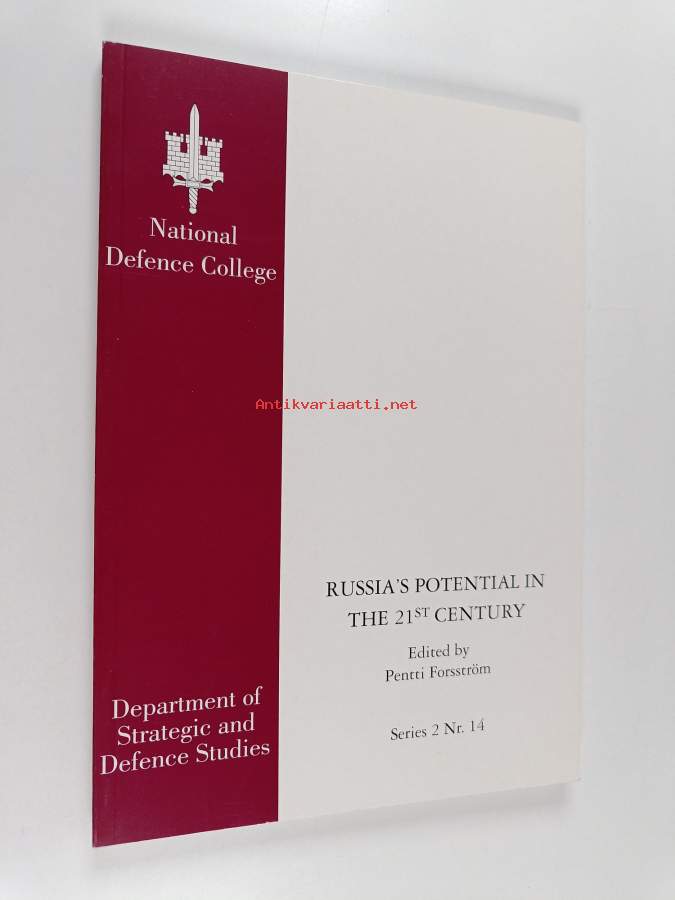 National
Defence College
Antikvariaatti.net
RUSSIA'S POTENTIAL IN
THE 21ST CENTURY
Edited by
Pentti Forsström
Series 2 Nr. 14
Department of
Strategic and
Defence Studies